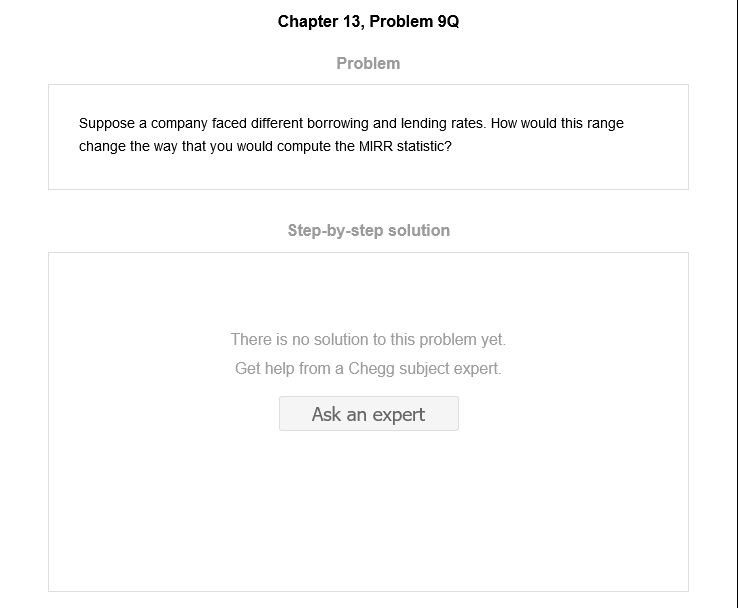 Chapter 13, Problem 9Q
Problem
Suppose a company faced different borrowing and lending rates. How would this range
change the way that you would compute the MIRR statistic?
Step-by-step solution
There is no solution to this problem yet.
Get help from a Chegg subject expert.
Ask an expert